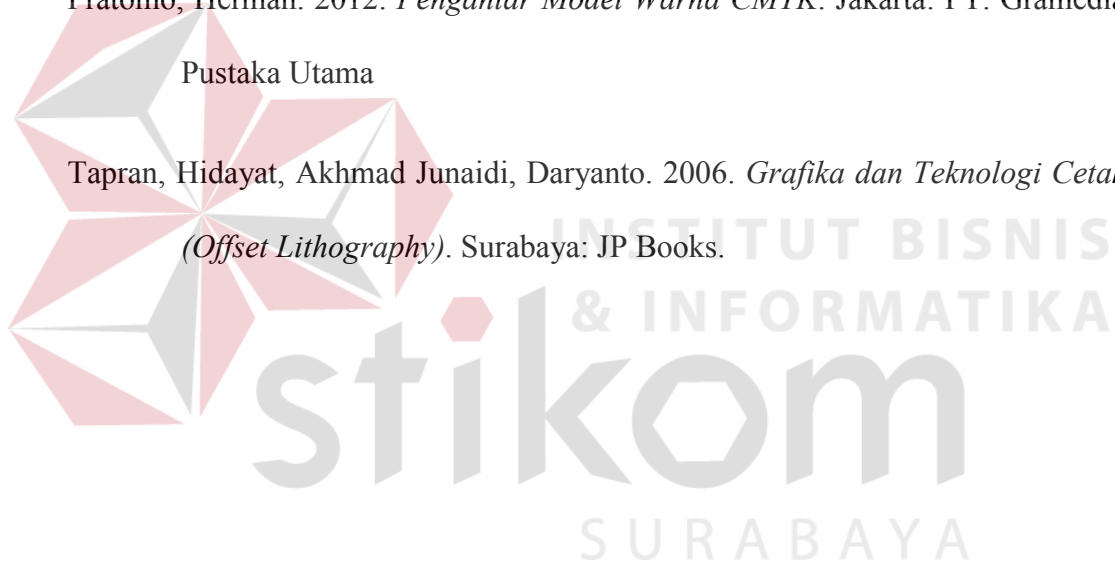 Pratomo, Herman. 2012. Pengantar Model Warna CMYK. Jakarta: PT. Gramedia
Pustaka Utama
Tapran, Hidayat, Akhmad Junaidi, Daryanto. 2006. Grafika dan Teknologi Cetak
(Offset Lithography). Surabaya: JP Books.
INSTITUT BISNIS
& INFORMATIKA
stikom
SURABAYA